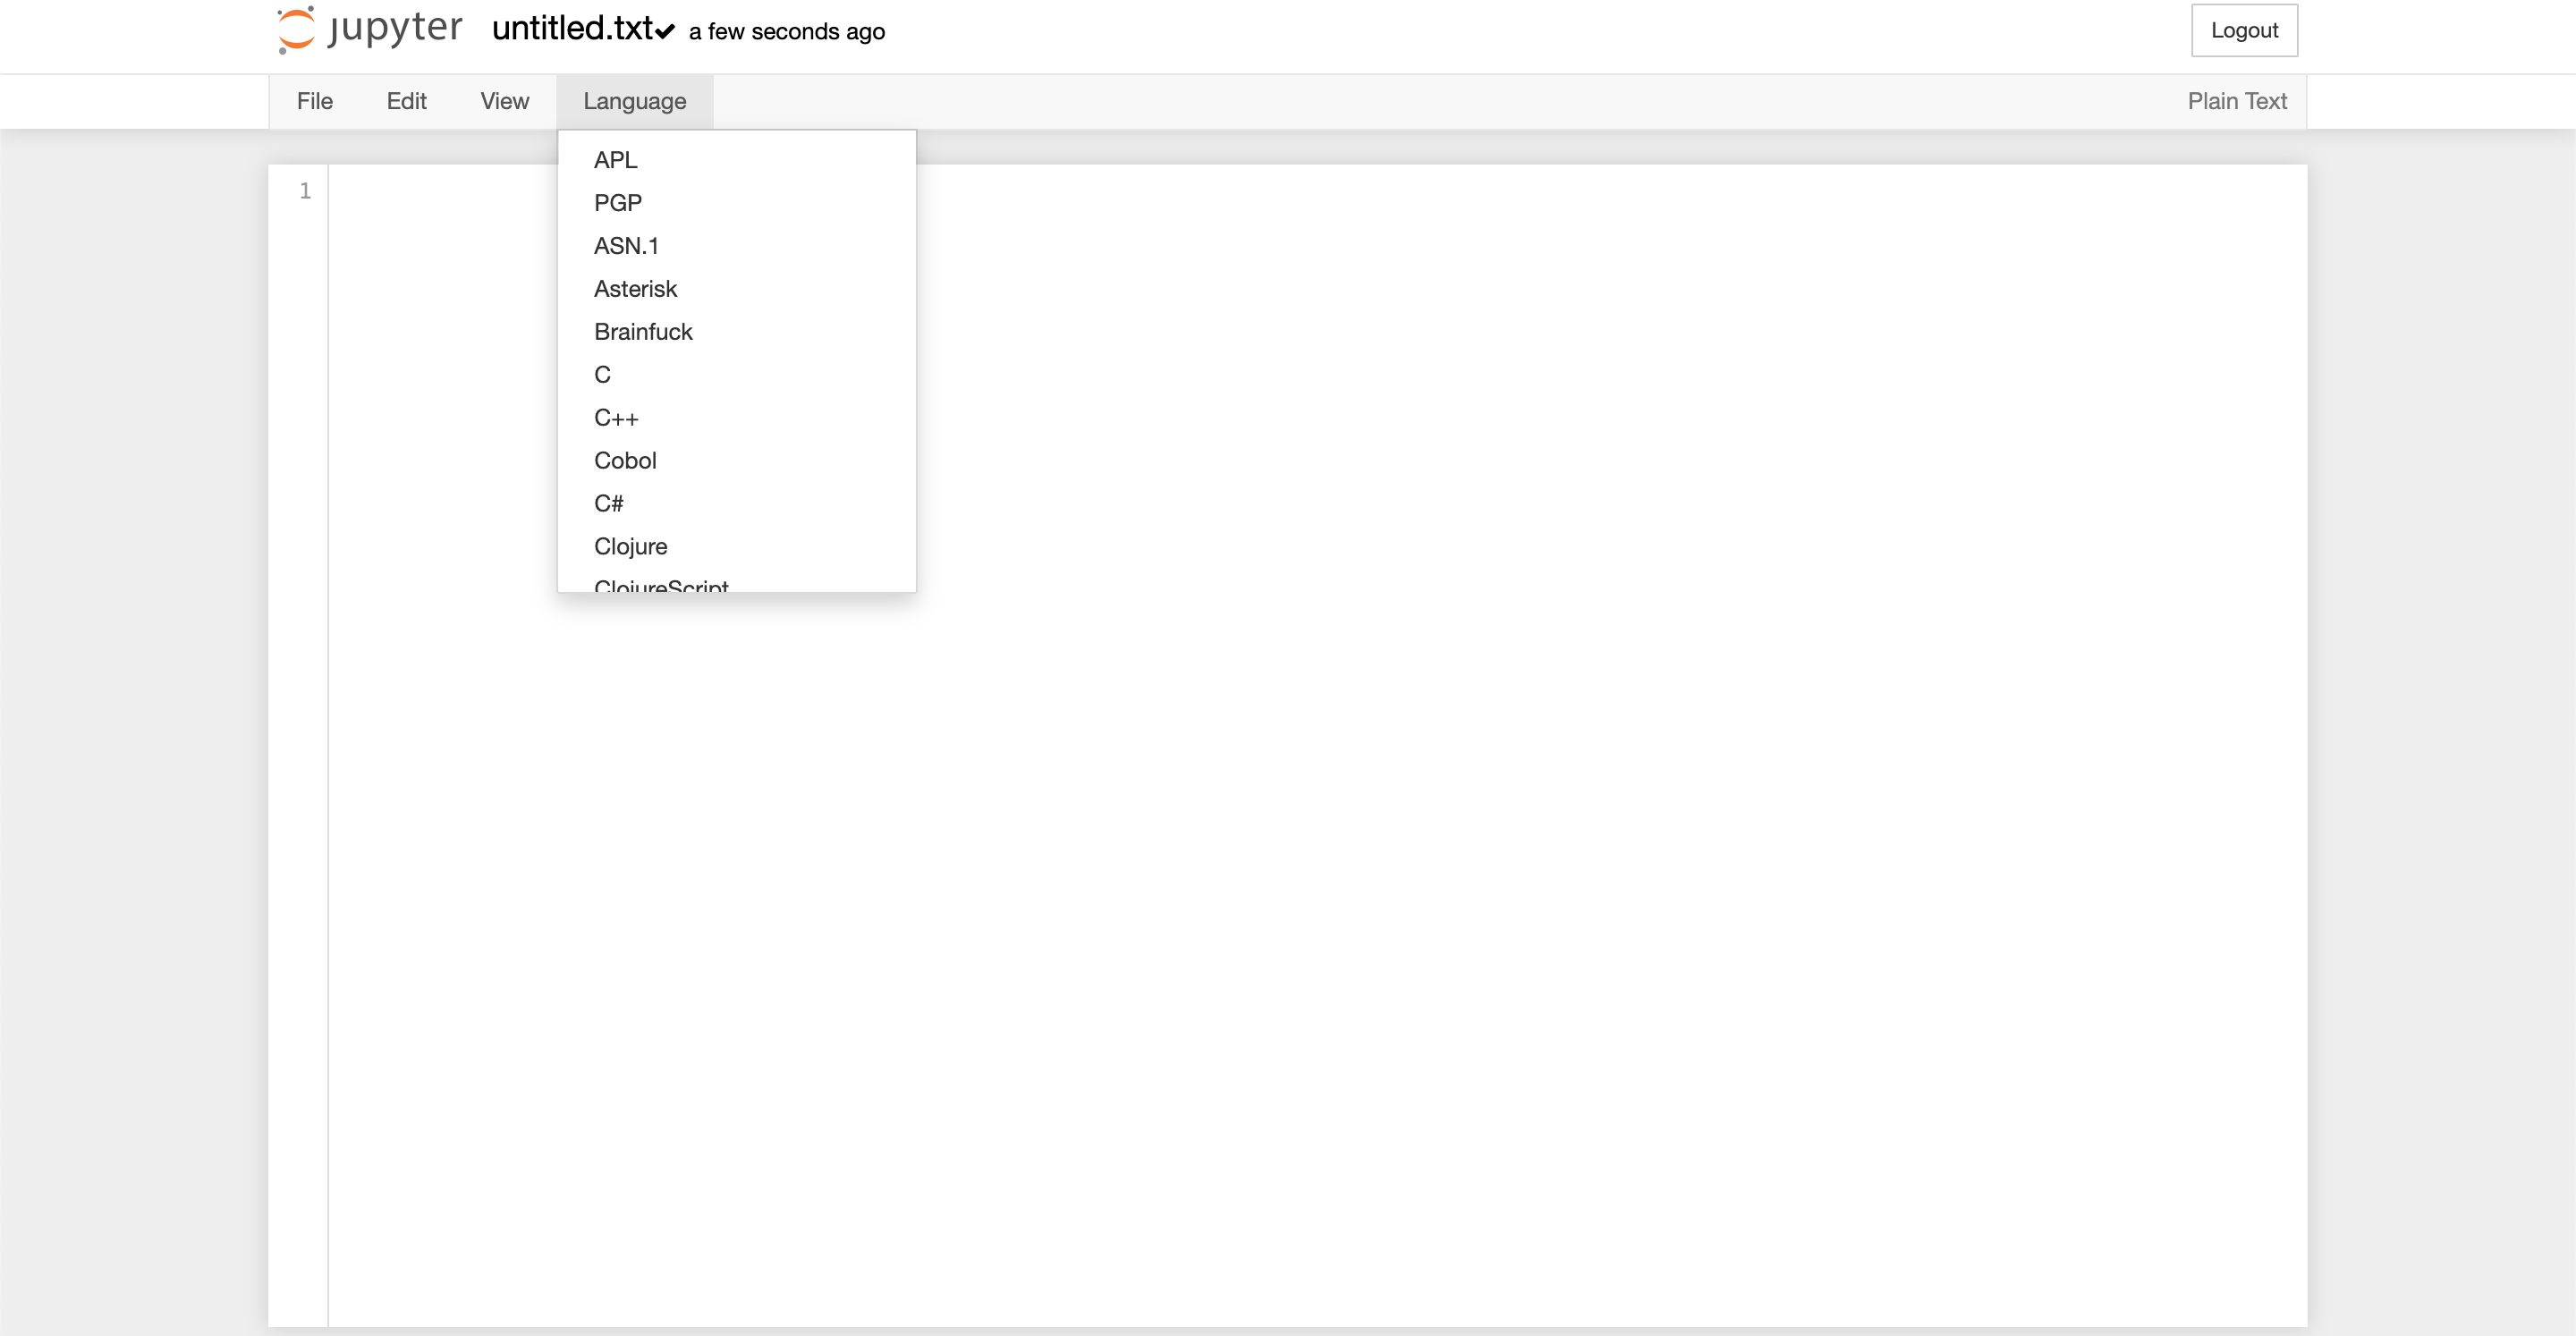 jupyter untitled.txt a few seconds ago Logout
File Edit View Language Plain Text
APL
1
PGP
ASN.1
Asterisk
Brainfuck
C
C++
Cobol
C#
Clojure
ClojureScript